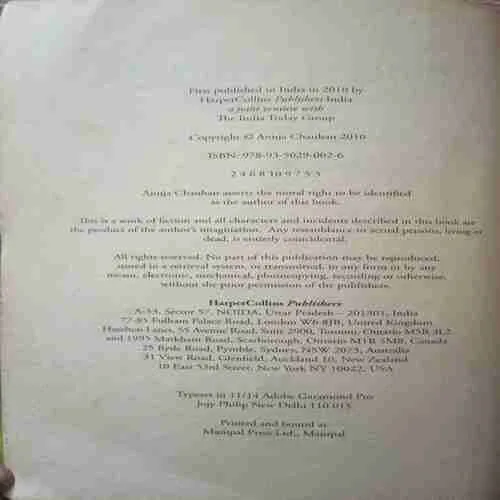 First published in India in 2010 by
HarperCollins Publishers India
a joint venture with
The India Today Group
Copyright © Anuja Chauhan 2010
ISBN: 978-93-5029-002-6
2 4 6 8 10 9 7 5 3
Anuja Chauhan asserts the moral right to be identified
as the author of this book.
This is a work of fiction and all characters and incidents described in this book are
the product of the author's imagination. Any resemblance to actual persons, living or
dead, is entirely coincidental.
All rights reserved. No part of this publication may be reproduced,
stored in a retrieval system, or transmitted, in any form or by any
means, electronic, mechanical, photocopying, recording or otherwise,
without the prior permission of the publishers.
HarperCollins Publishers
A-53, Sector 57, NOIDA, Uttar Pradesh – 201301, India
77-85 Fulham Palace Road, London W6 8JB, United Kingdom
Hazelton Lanes, 55 Avenue Road, Suite 2900, Toronto, Ontario M5R 3L2
and 1995 Markham Road, Scarborough, Ontario M1B 5M8, Canada
25 Ryde Road, Pymble, Sydney, NSW 2073, Australia
31 View Road, Glenfield, Auckland 10, New Zealand
10 East 53rd Street, New York NY 10022, USA
Typeset in 11/14 Adobe Garamond Pro
Jojy Philip New Delhi 110 015
Printed and bound at
Manipal Press Ltd., Manipal